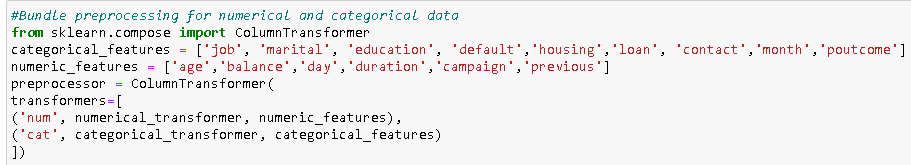 #Bundle preprocessing for numerical and categorical data
from sklearn.compose import ColumnTransformer
categorical_features = ['job', 'marital', 'education', 'default','housing','loan', 'contact','month','poutcome']
numeric_features = ['age','balance','day','duration','campaign','previous']
preprocessor = ColumnTransformer(
transformers=[
('num', numerical_transformer, numeric_features),
('cat', categorical_transformer, categorical_features)
])